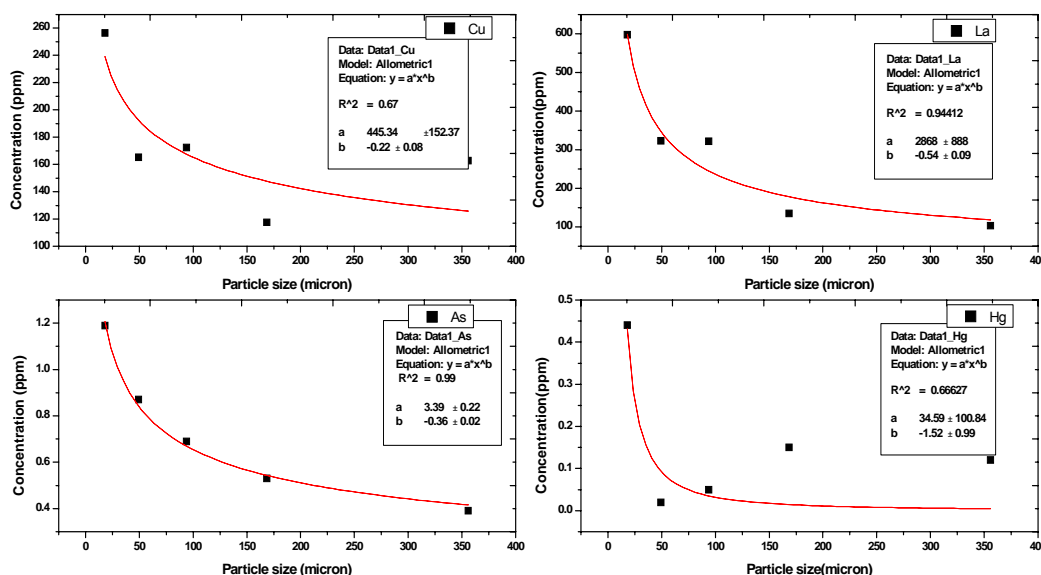 Cu
Data: Data1_Cu
Model: Allometric1
Equation: y = a*x^b
R^2 = 0.67
a 445.34 ±152.37
b -0.22 ± 0.08
Concentration (ppm)
260
240
220
200
180
160
140
120
100
0 50 100 150 200 250 300 350 400
Particle size (micron)
La
Data: Data1_La
Model: Allometric1
Equation: y = a*x^b
R^2 = 0.94412
a 2868 ± 888
b -0.54 ± 0.09
Concentration(ppm)
600
500
400
300
200
100
0 50 100 150 200 250 300 350 40
Particle size (micron)
As
Data: Data1_As
Model: Allometric1
Equation: y = a*x^b
R^2 = 0.99
a 3.39 ± 0.22
b -0.36 ± 0.02
Concentration (ppm)
1.2
1.0
0.8
0.6
0.4
0 50 100 150 200 250 300 350 400
Particle size (micron)
Hg
Data: Data1_Hg
Model: Allometric1
Equation: y = a*x^b
R^2 = 0.66627
a 34.59 ± 100.84
b -1.52 ± 0.99
Concentration(ppm)
0.5
0.4
0.3
0.2
0.1
0.0
0 50 100 150 200 250 300 350 40
Particle size(micron)